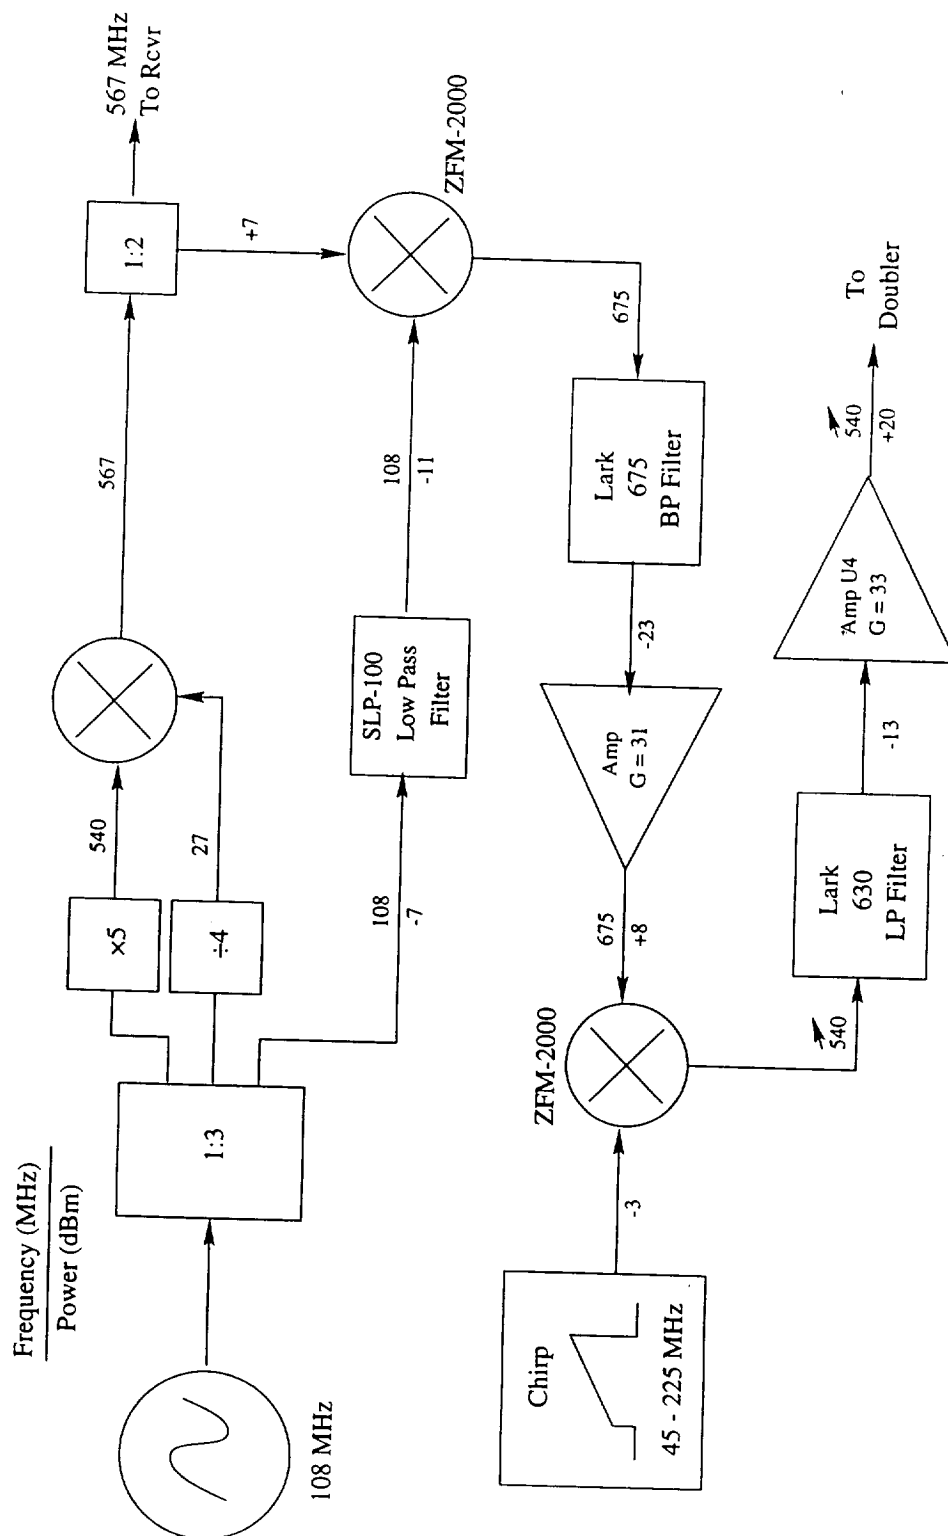 Frequency (MHz)
Power (dBm)
108 MHz
1:3
×5
÷4
540
27
567
1:2
567 MHz
To Rcvr
+7
108
-7
SLP-100
Low Pass
Filter
108
-11
ZFM-2000
675
Lark
675
BP Filter
-23
Amp
G = 31
675
+8
ZFM-2000
Chirp
45 - 225 MHz
-3
540
Lark
630
LP Filter
-13
Amp U4
G = 33
540
+20
To
Doubler